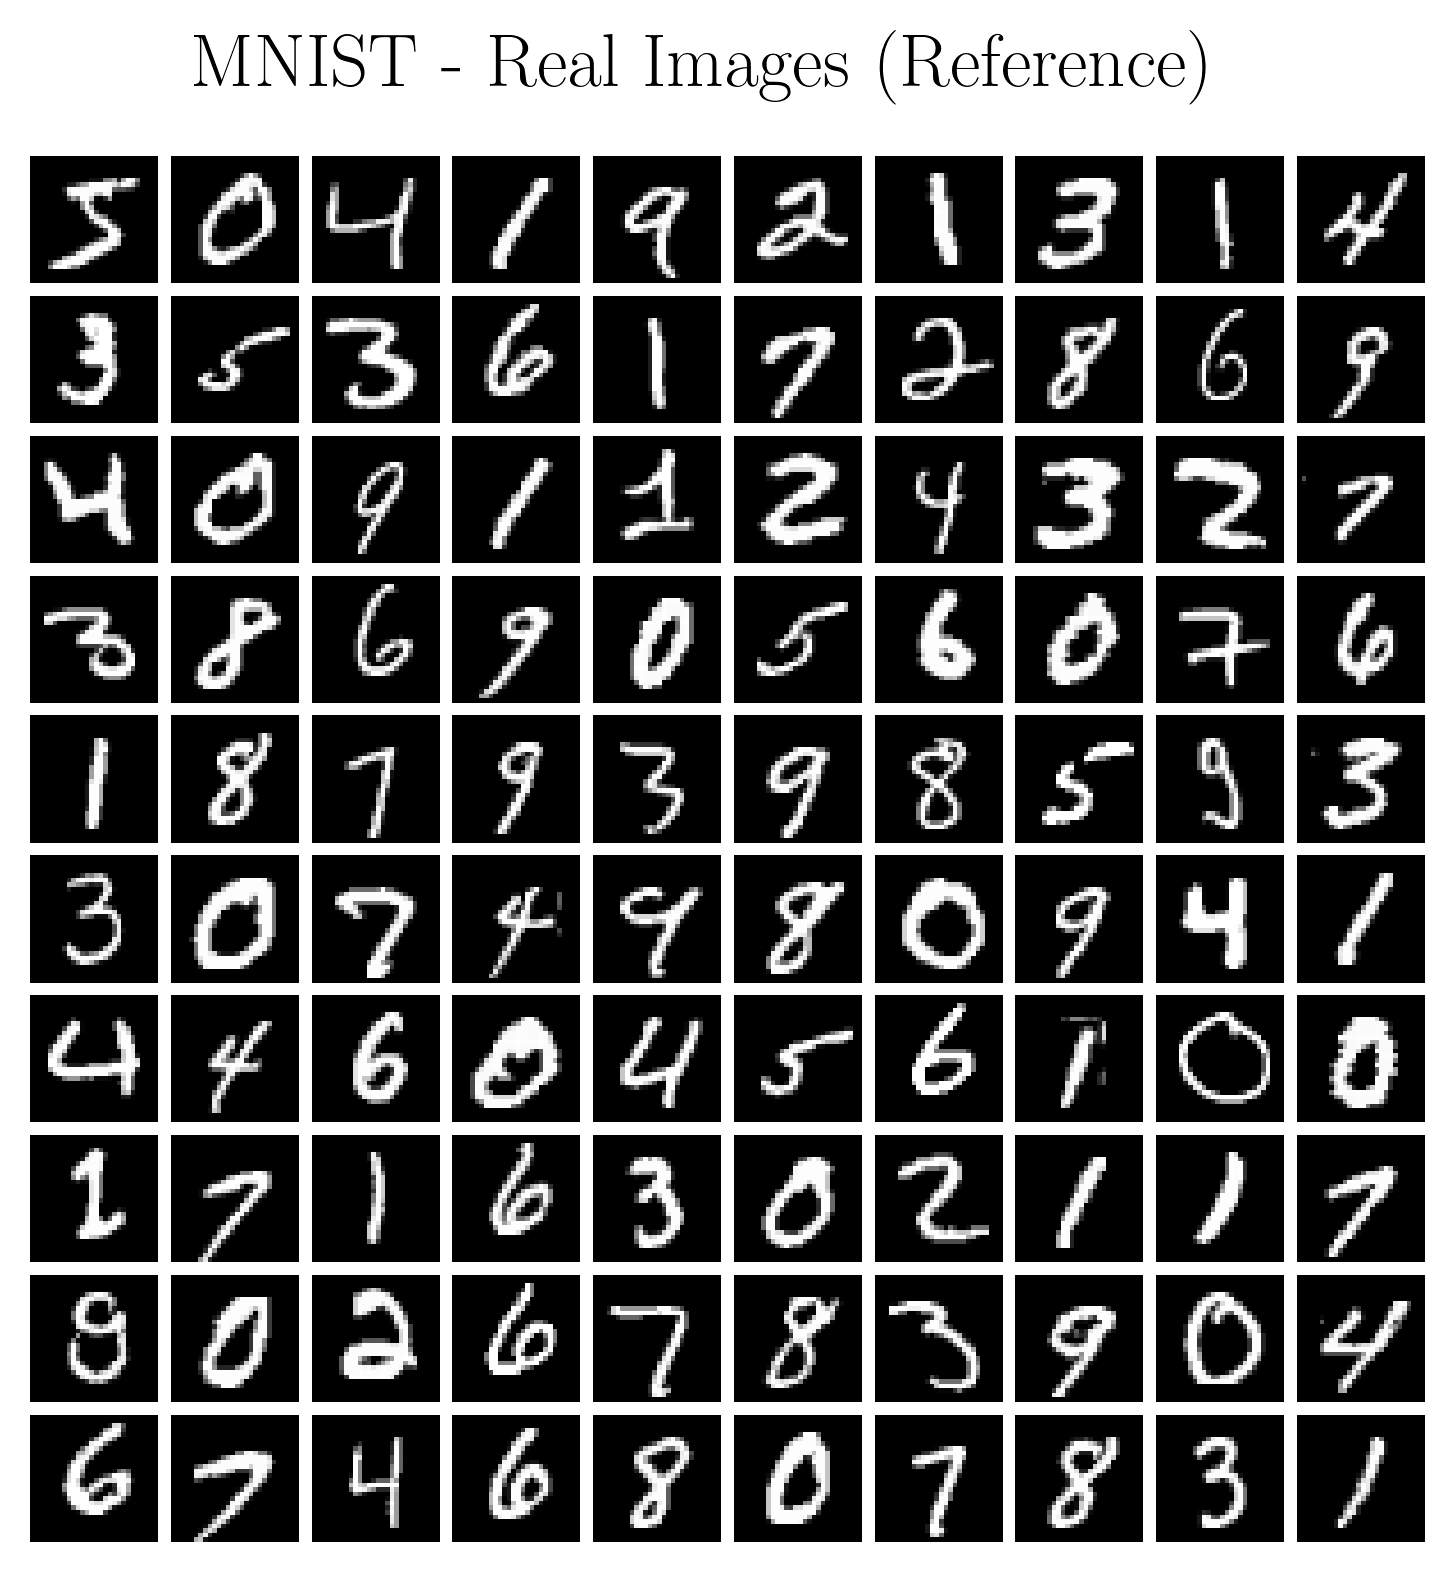 MNIST - Real Images (Reference)
5 0 4 1 9 2 1 3 1 4
3 5 3 6 1 7 2 8 6 9
4 0 9 1 1 2 4 3 2 7
3 8 6 9 0 5 6 0 7 6
1 8 7 9 3 9 8 5 9 3
3 0 7 4 9 8 0 9 4 1
4 4 6 0 4 5 6 1 0 0
1 7 1 6 3 0 2 1 1 7
8 0 2 6 7 8 3 9 0 4
6 7 4 6 8 0 7 8 3 1